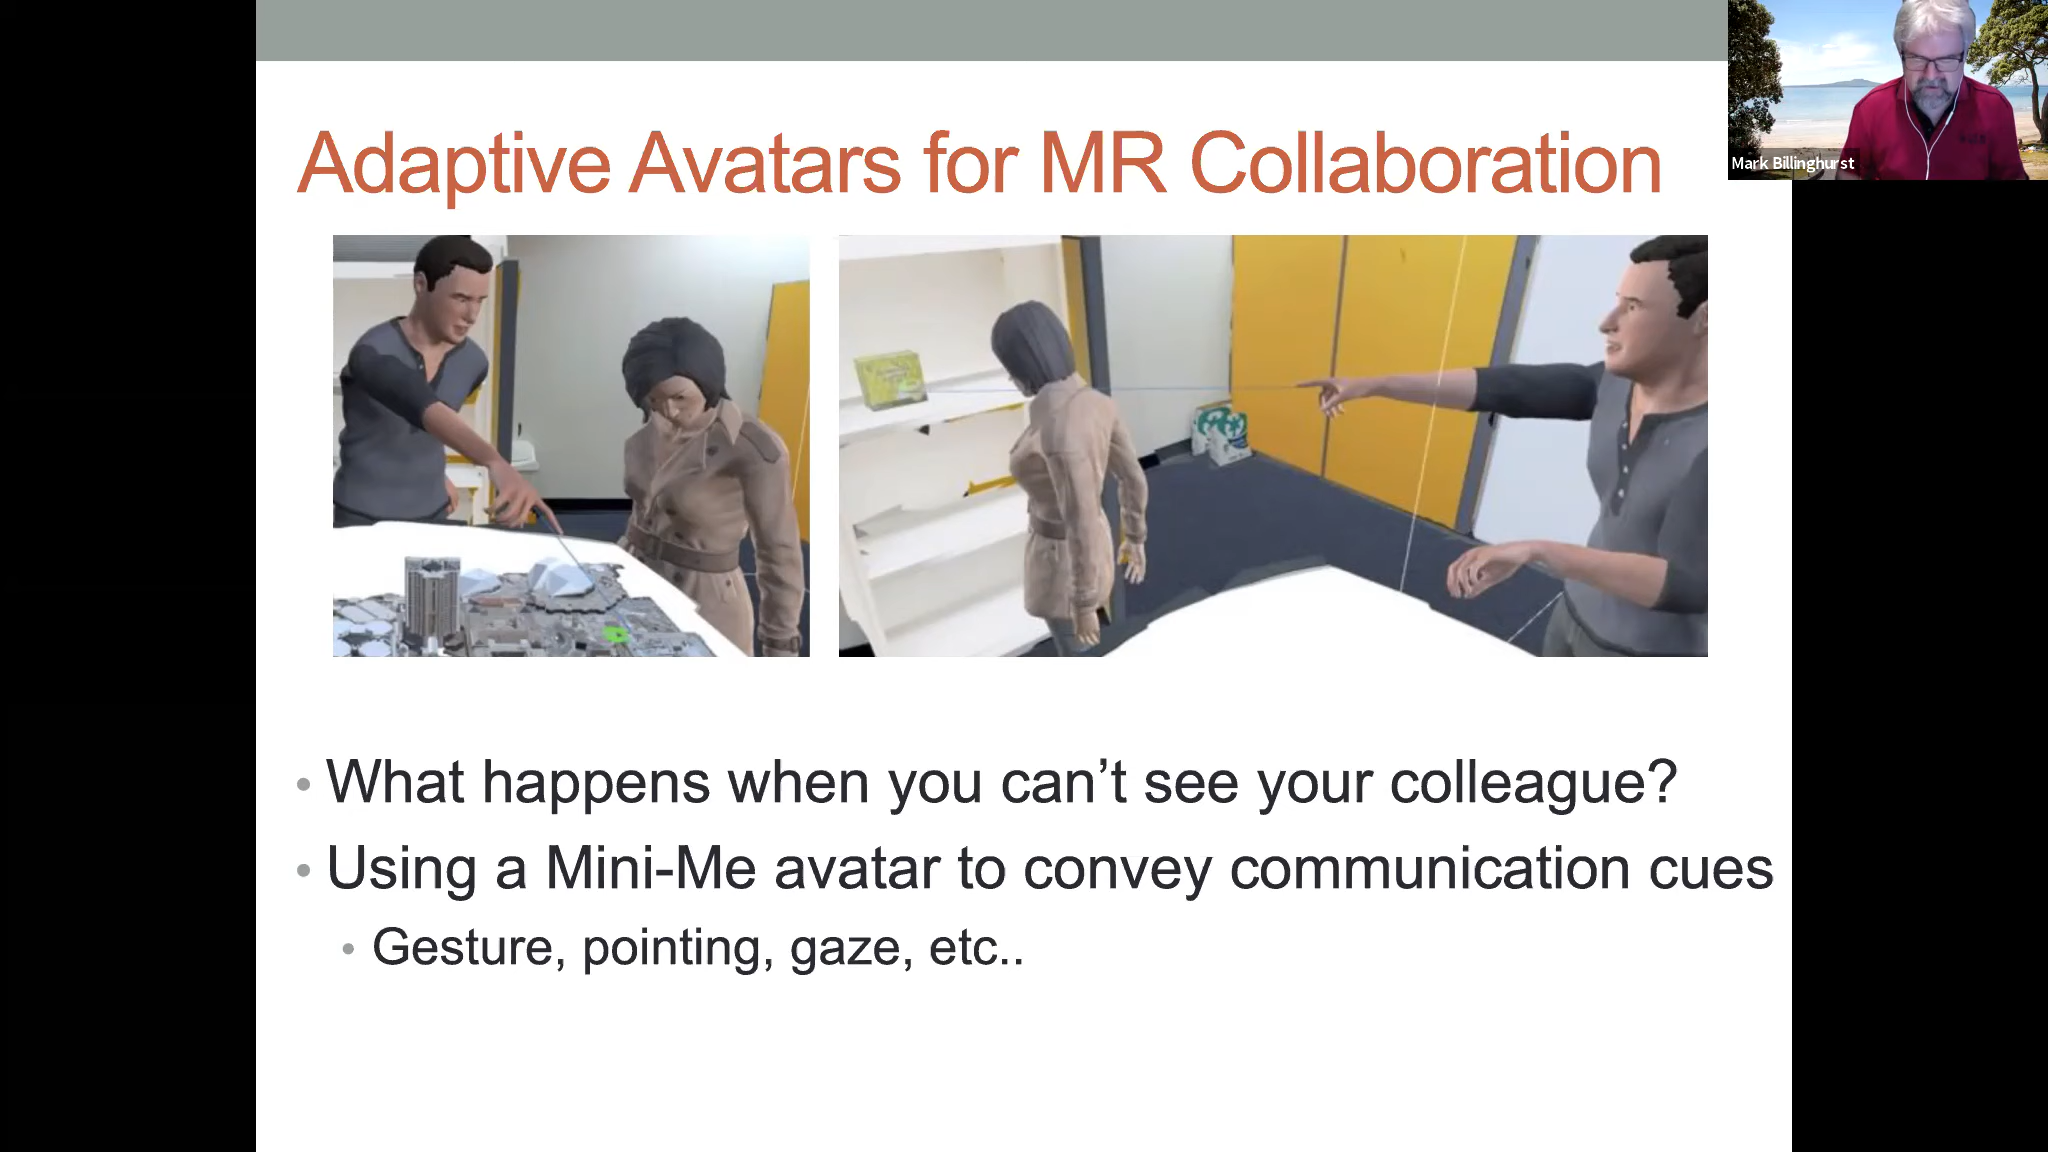 Adaptive Avatars for MR Collaboration
Mark Billinghurst
• What happens when you can't see your colleague?
• Using a Mini-Me avatar to convey communication cues
• Gesture, pointing, gaze, etc..